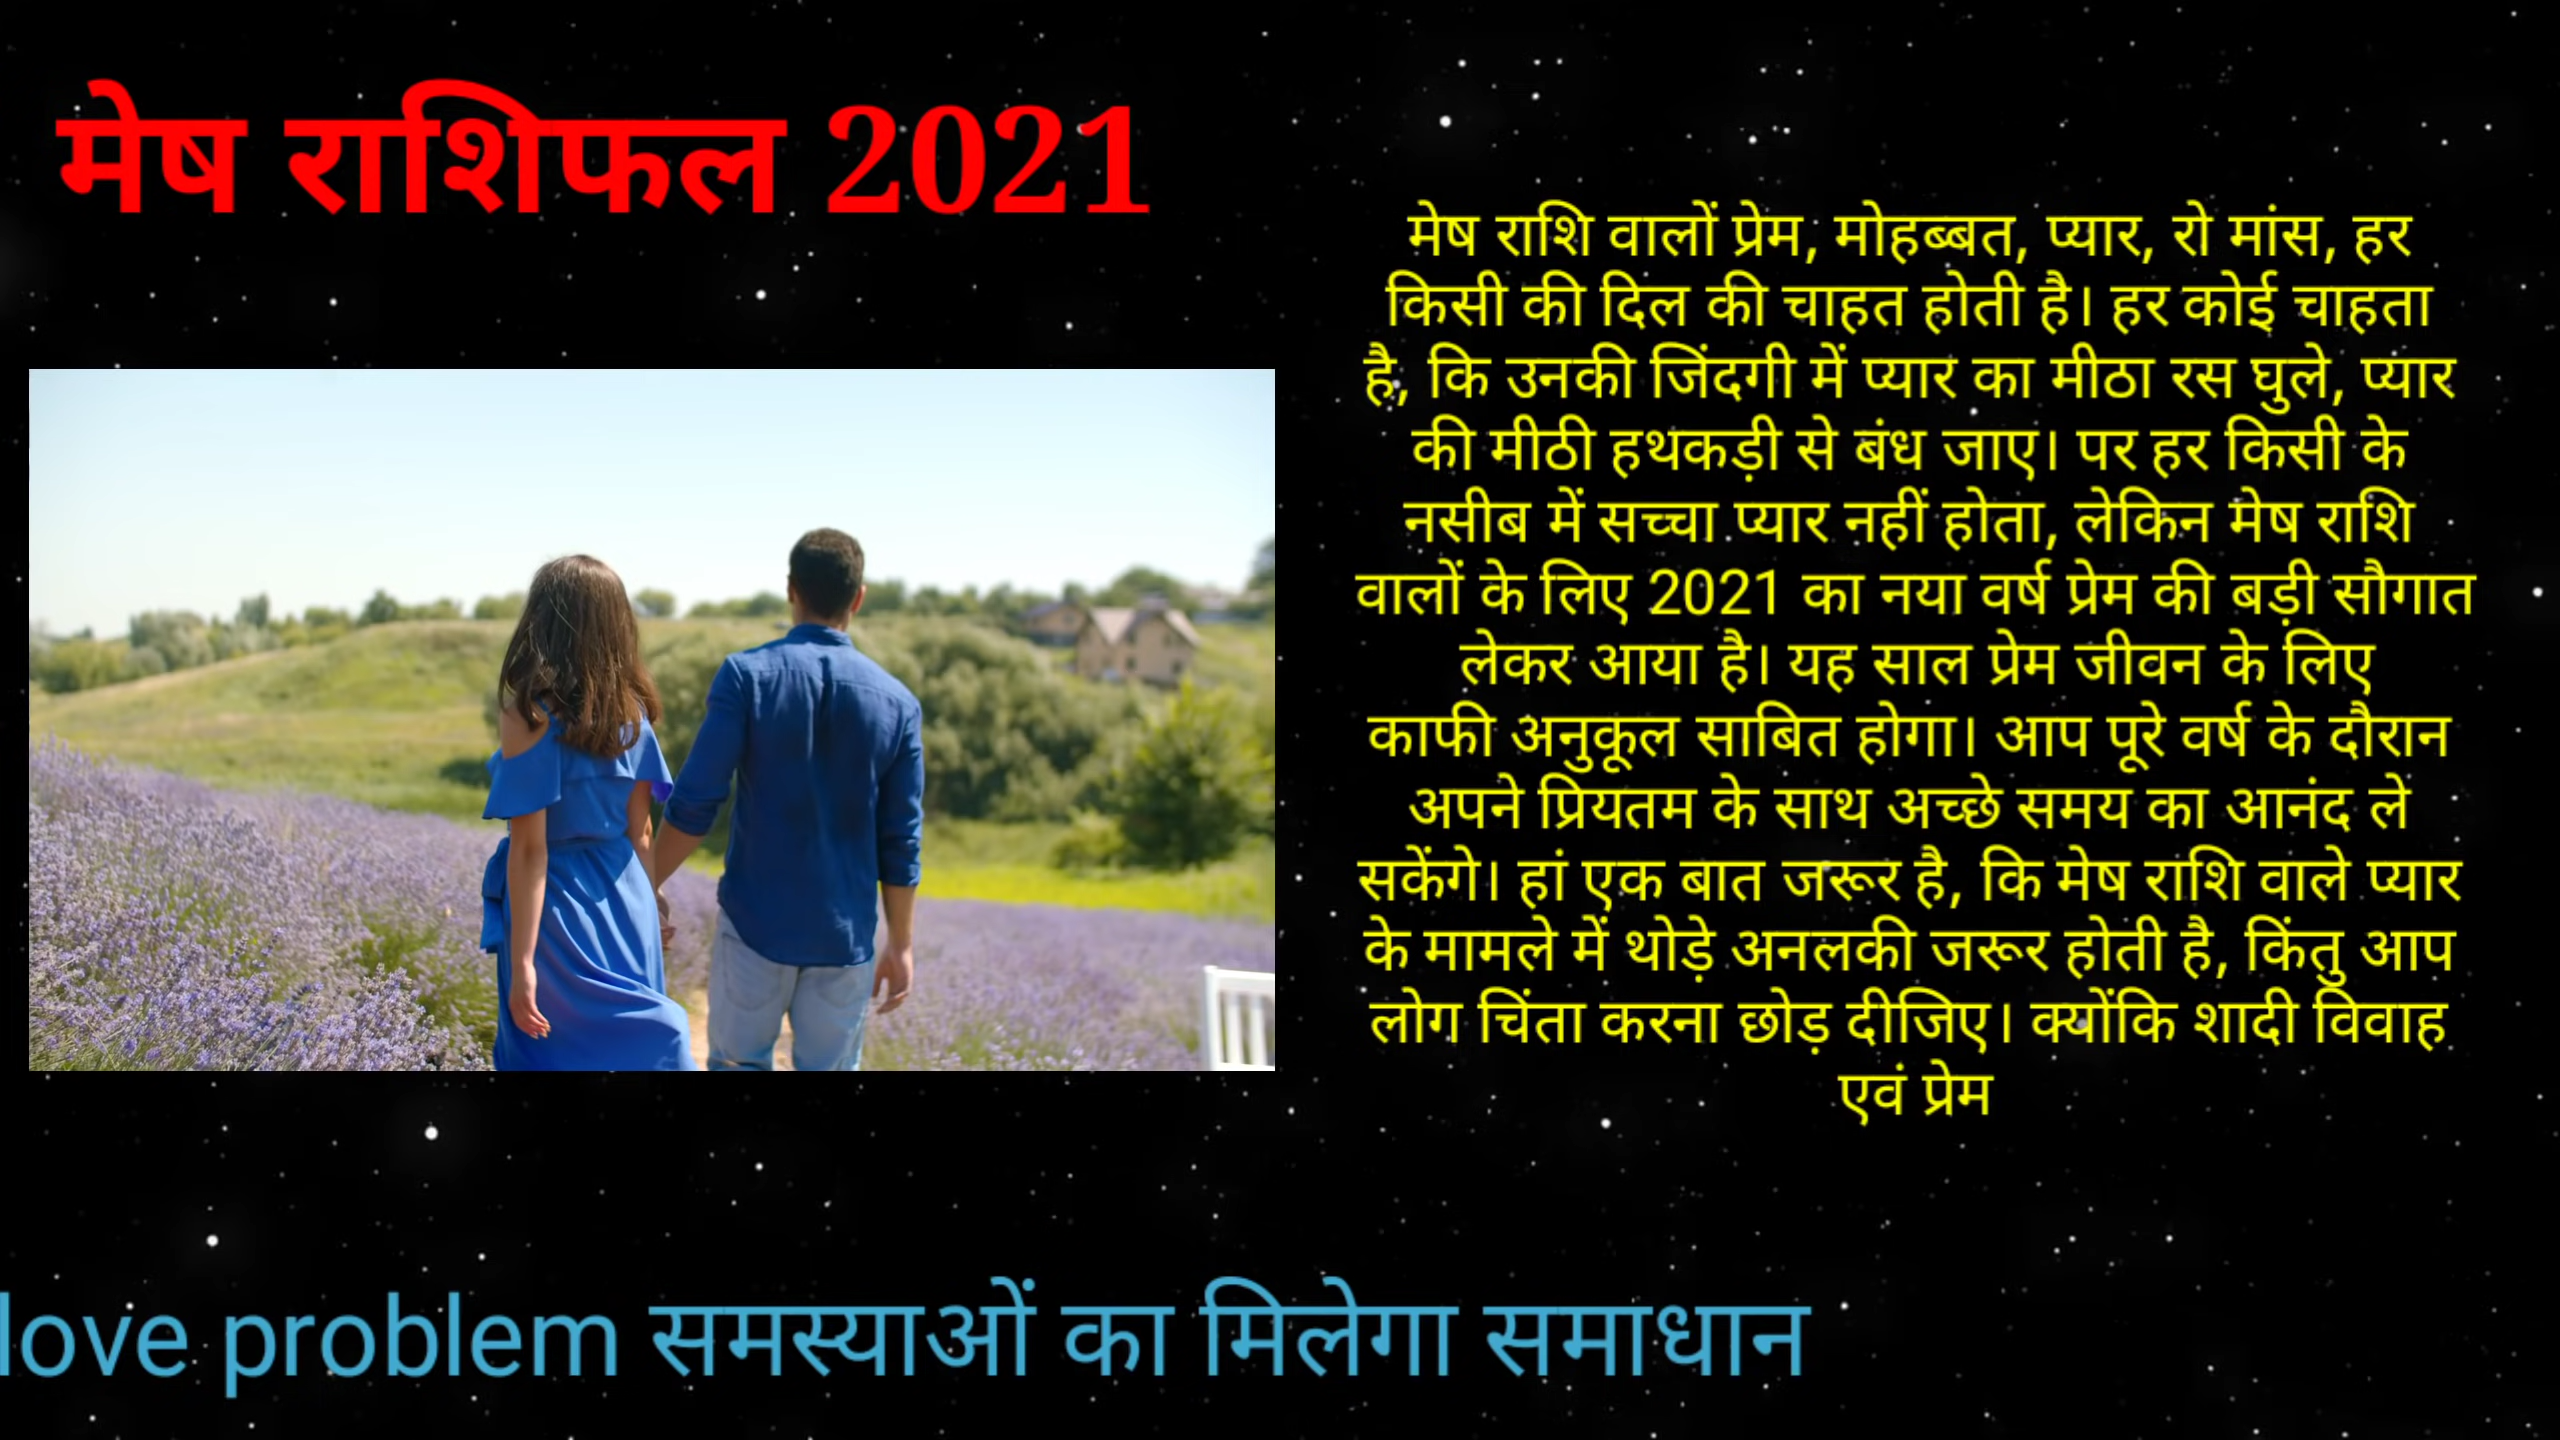 मेष राशिफल 2021
मेष राशि वालों प्रेम, मोहब्बत, प्यार, रो मांस, हर
किसी की दिल की चाहत होती है। हर कोई चाहता
है, कि उनकी जिंदगी में प्यार का मीठा रस घुले, प्यार
की मीठी हथकड़ी से बंध जाए। पर हर किसी के
नसीब में सच्चा प्यार नहीं होता, लेकिन मेष राशि
वालों के लिए 2021 का नया वर्ष प्रेम की बड़ी सौगात
लेकर आया है। यह साल प्रेम जीवन के लिए
काफी अनुकूल साबित होगा। आप पूरे वर्ष के दौरान
अपने प्रियतम के साथ अच्छे समय का आनंद ले
सकेंगे। हां एक बात जरूर है, कि मेष राशि वाले प्यार
के मामले में थोड़े अनलकी जरूर होती है, किंतु आप
लोग चिंता करना छोड़ दीजिए। क्योंकि शादी विवाह
एवं प्रेम
love problem समस्याओं का मिलेगा समाधान